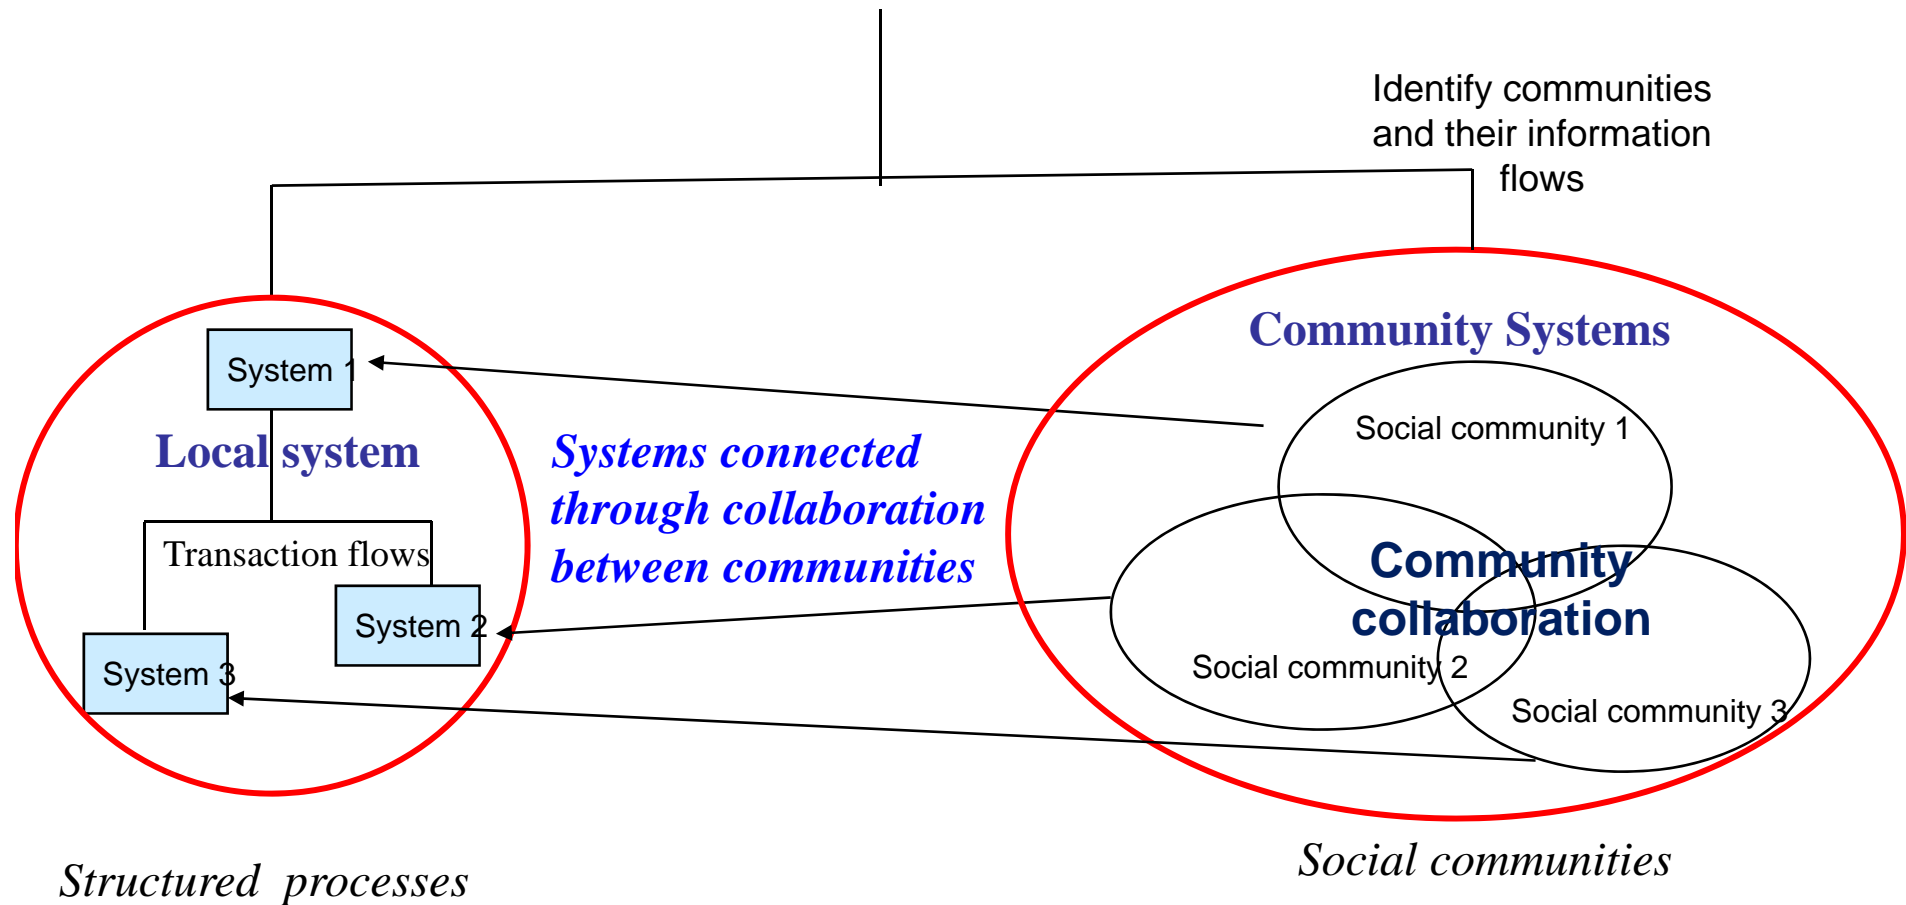 Identify communities
and their information
flows
Community Systems
System 1
Social community 1
Local system
Systems connected
through collaboration
between communities
Transaction flows
Community
collaboration
System 2
System 3
Social community 2
Social community 3
Structured processes
Social communities